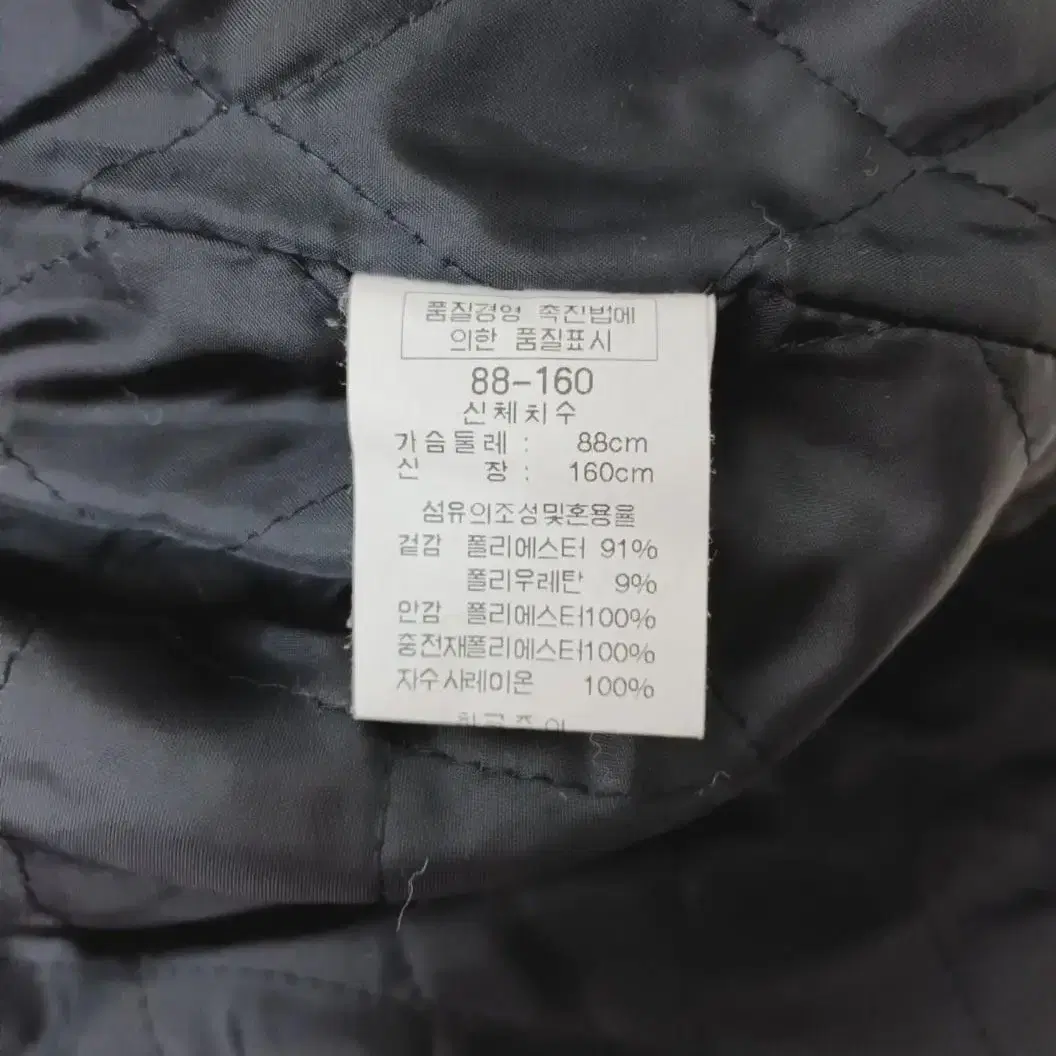 품질경영 촉진법에
의한 품질표시
88-160
신체치수
가슴둘레 : 88cm
신 장 : 160cm
섬유의조성및혼용율
겉감 폴리에스터 91%
폴리우레탄 9%
안감 폴리에스터100%
충전재폴리에스터100%
자수사레이온 100%